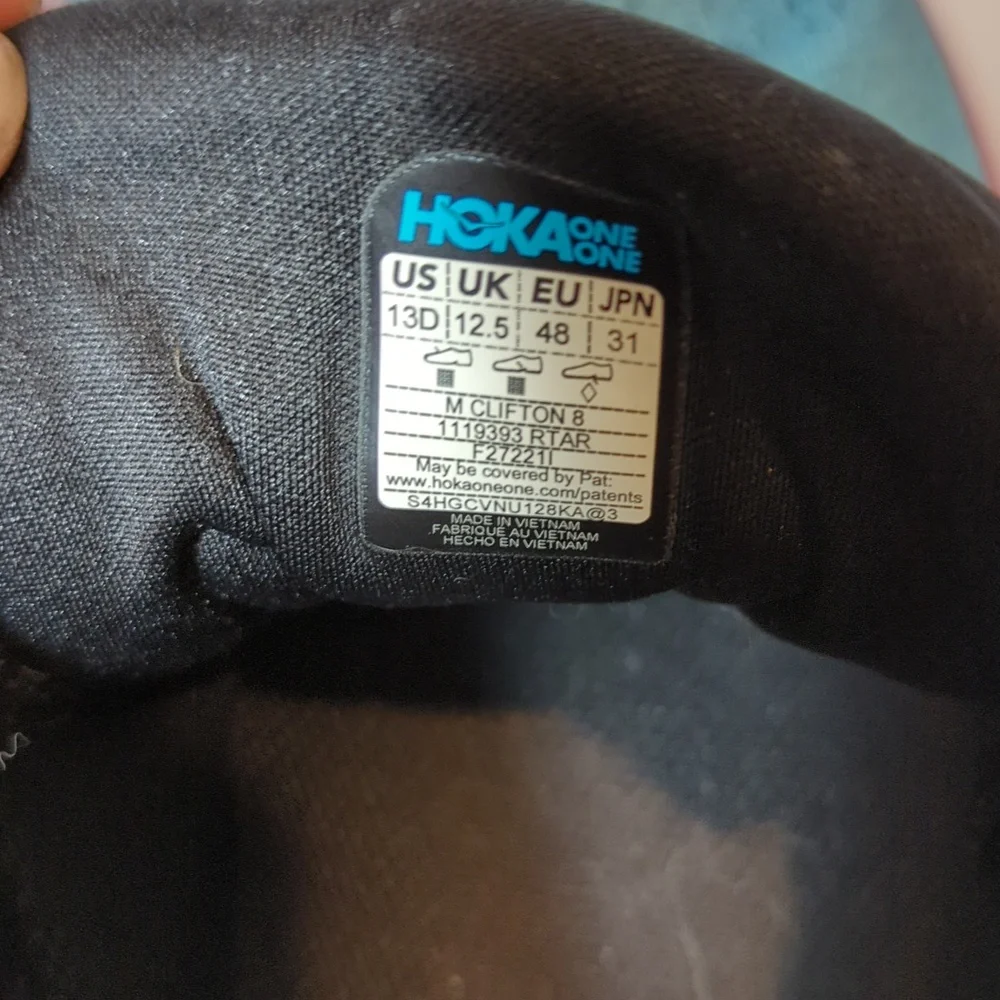 HOKA ONE ONE
US UK EU JPN
13D 12.5 48 31
M CLIFTON 8
1119393 RTAR
F27221I
May be covered by Pat:
www.hokaoneone.com/patents
S4HGCVNU128KA@3
MADE IN VIETNAM
FABRIQUE AU VIETNAM
HECHO EN VIETNAM